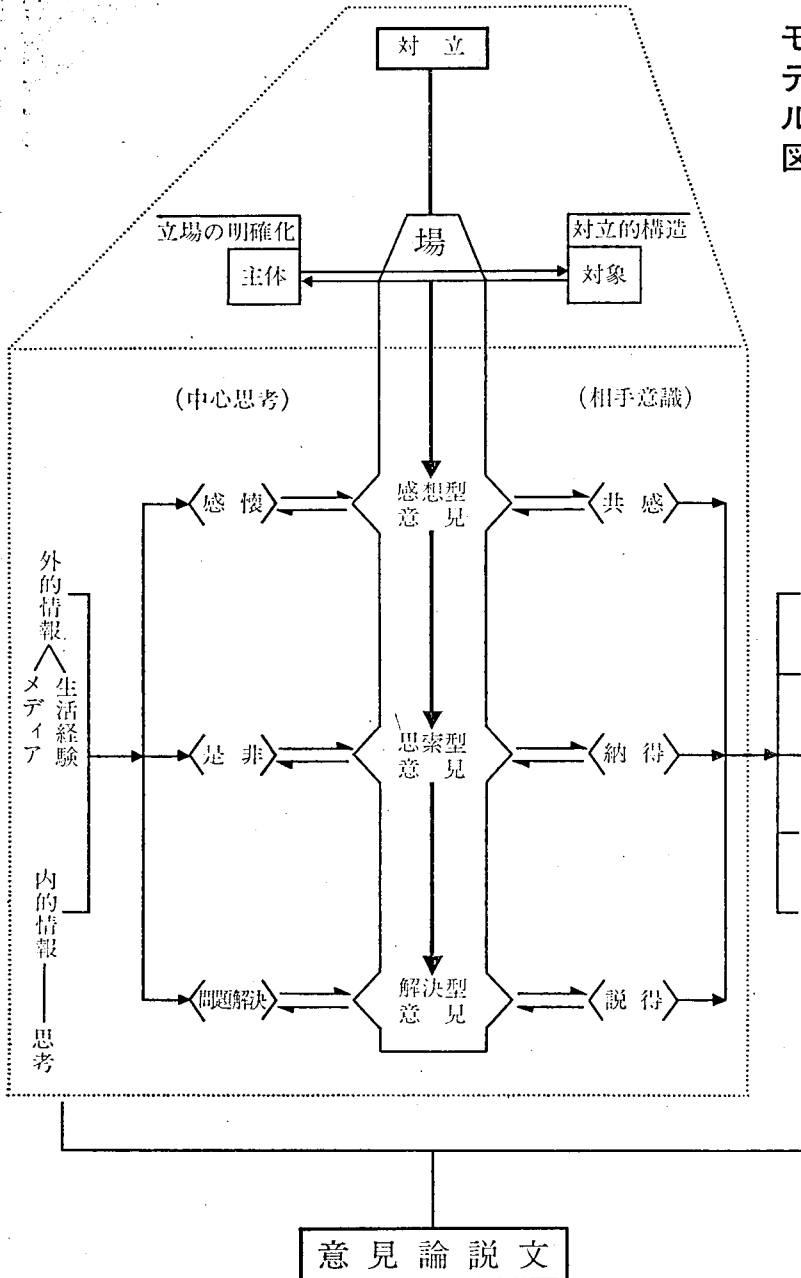 モデル図
対立
立場の明確化
対立的構造
場
主体
対象
(中心思考)
(相手意識)
〈感懐〉
感想型
意見
〈共感〉
外的情報
生活経験
メディア
〈是非〉
思索型
意見
〈納得〉
内的情報
思考
〈問題解決〉
解決型
意見
〈説得〉
意見論説文